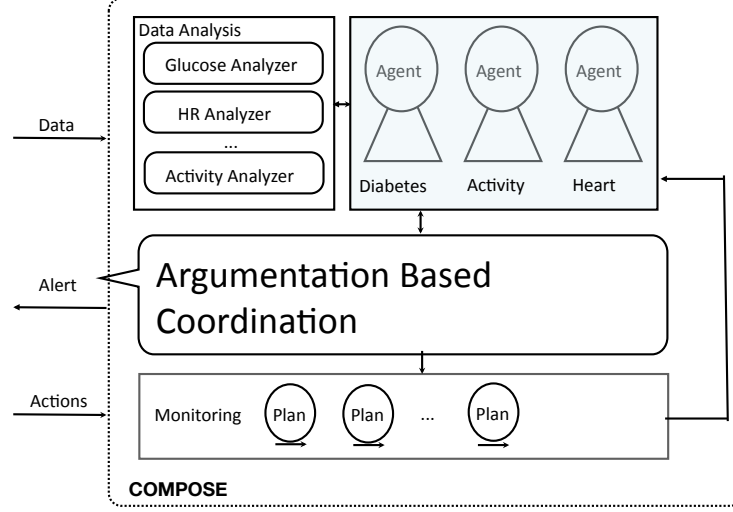 Data Analysis
Glucose Analyzer
HR Analyzer
...
Activity Analyzer
Agent Agent Agent
Diabetes Activity Heart
Data
Argumentation Based
Coordination
Alert
Actions
Monitoring Plan Plan ... Plan
COMPOSE